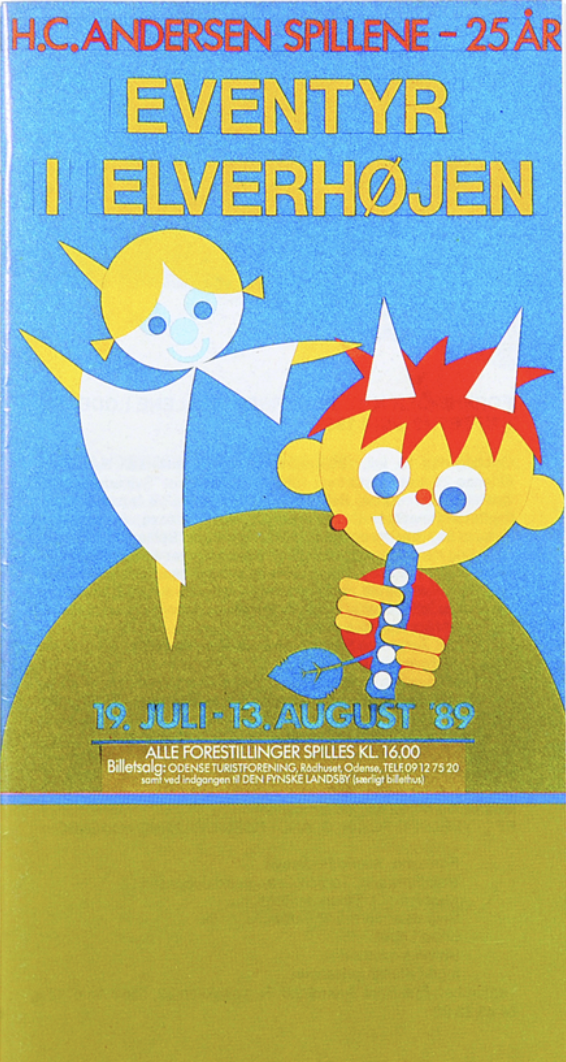 H.C. ANDERSEN SPILLENE - 25 ÅR
EVENTYR
I ELVERHØJEN
19. JULI - 13. AUGUST '89
ALLE FORESTILLINGER SPILLES KL. 16.00
Billetsalg: ODENSE TURISTFORENING, Rådhuset, Odense, TELF. 09 12 75 20
samt ved indgangen til DEN FYNSKE LANDSBY (særligt billethus)